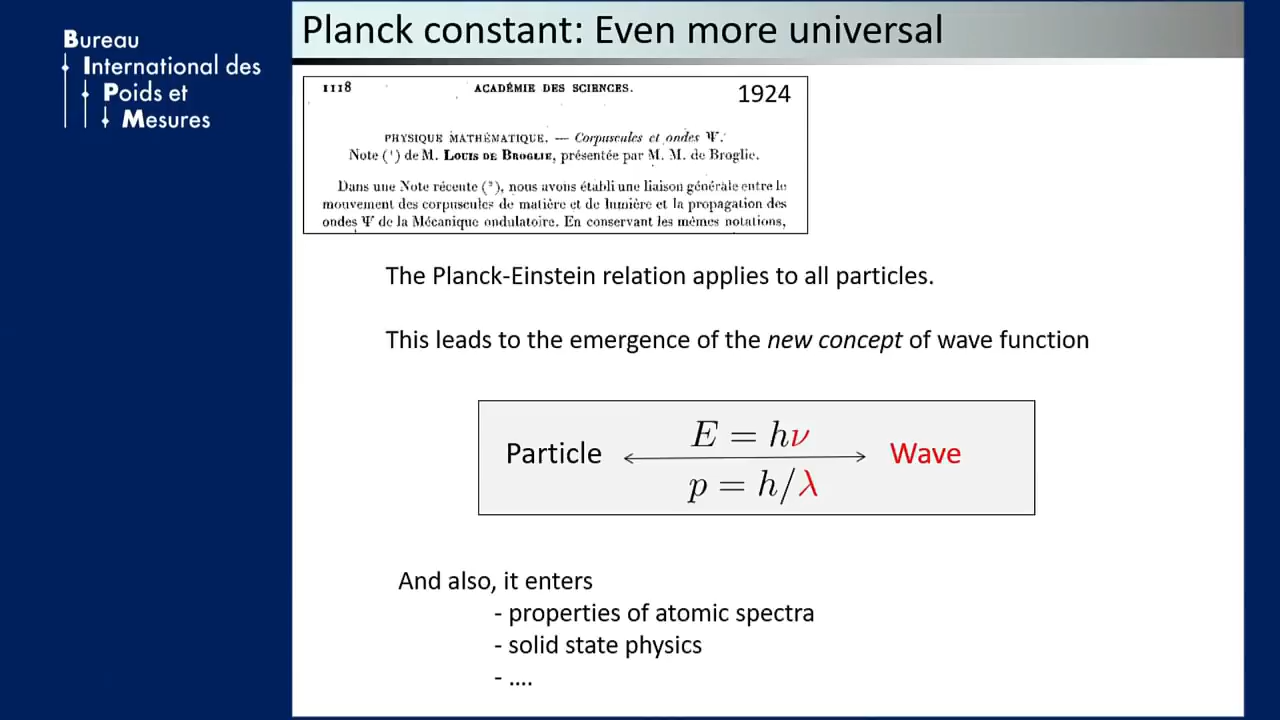 Bureau
International des
Poids et
Mesures
Planck constant: Even more universal
1118 ACADÉMIE DES SCIENCES. 1924
PHYSIQUE MATHÉMATIQUE. — Corpuscules et ondes Ψ.
Note (¹) de M. LOUIS DE BROGLIE, présentée par M. M. de Broglie.
Dans une Note récente (²), nous avons établi une liaison générale entre le
mouvement des corpuscules de matière et de lumière et la propagation des
ondes Ψ de la Mécanique ondulatoire. En conservant les mêmes notations,
The Planck-Einstein relation applies to all particles.
This leads to the emergence of the new concept of wave function
E = hν
Particle Wave
p = h/λ
And also, it enters
- properties of atomic spectra
- solid state physics
- ....